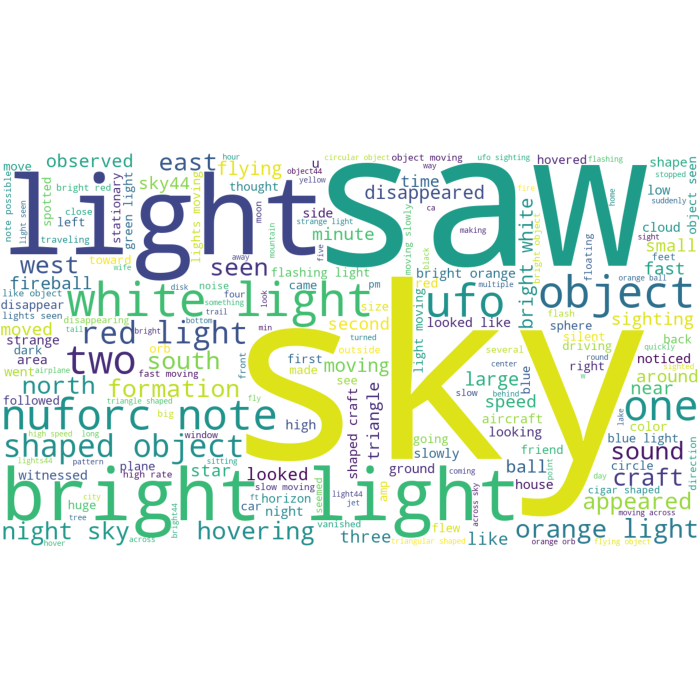 light
saw
sky
bright light
white light
ufo
object
one
two
red light
nuforc note
shaped object
formation
night sky
hovering
orange light
appeared
craft
sound
sighting
observed
east
flying
sky44
thought
move
spotted
note possible
bright red
close
left
light seen
traveling
stationary
green light
lights moving
toward
wife
hour
circular object
object44
yellow
moon
strange light
side
minute
u
time
disappeared
object moving
way
ca
making
ufo sighting
hovered
flashing
stopped
sight
suddenly
shape
low
cloud
small
feet
fast
home
fire
floating
object seen
bright white
bright object
west
fireball
like object
disappear
lights seen
moved
strange
dark
area
went
followed
airplane
disappearing
tail
bright
seen
flashing light
disk
noise
something
trail
four
came
look
pm
away
mountain
five
size
second
min
turned
outside
moving
moving slowly
black
bright orange
red
looked like
multiple
light moving
several
center
slow
behind
first
made
see
fast moving
orb
south
north
triangle shaped
big
fly
front
high
triangle
shaped craft
large
speed
aircraft
looking
going
slowly
flash
sphere
silent
orange ball
quickly
noticed
back
round
right
sighted
around
near
color
blue
blue light
friend
driving
lake
high speed
long
lights44
pattern
window
plane
high rate
witnessed
star
sitting
looked
huge
city
tree
bright44
hover
across
bottom
car
ft
horizon
night
seemed
light44
slow moving
jet
vanished
amp
ground
three
flew
triangular shaped
like
ball
coming
across sky
house
point
circle
day
cigar shaped
moving across
direction
orange orb
flying object
m